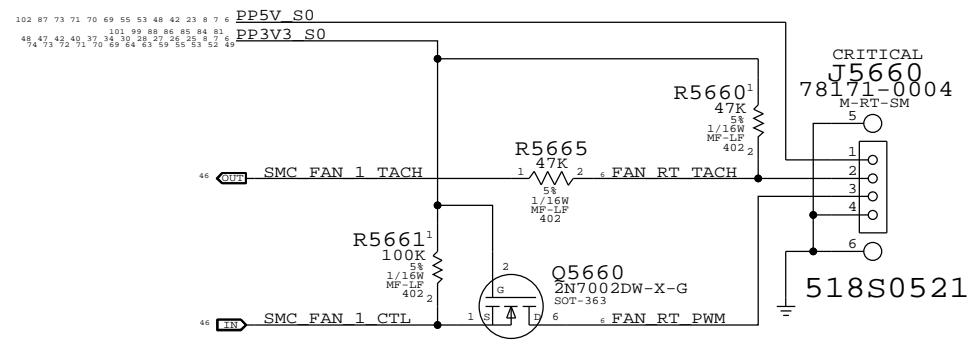 102 87 73 71 70 69 55 53 48 42 23 8 7 6 PP5V_S0
101 99 88 86 85 84 81
48 47 42 40 37 34 30 28 27 26 25 8 7 6 PP3V3_S0
74 73 72 71 70 69 64 63 59 55 53 52 49
CRITICAL
J5660
78171-0004
M-RT-SM
R5660
1
47K
5%
1/16W
MF-LF
402
2
5
R5665
47K
1
2
5%
1/16W
MF-LF
402
46 OUT SMC_FAN_1_TACH
6 FAN_RT_TACH
1
2
3
4
6
518S0521
R5661
1
100K
5%
1/16W
MF-LF
402
2
Q5660
2N7002DW-X-G
SOT-363
2
G
S
D
1
6
46 IN SMC_FAN_1_CTL
6 FAN_RT_PWM